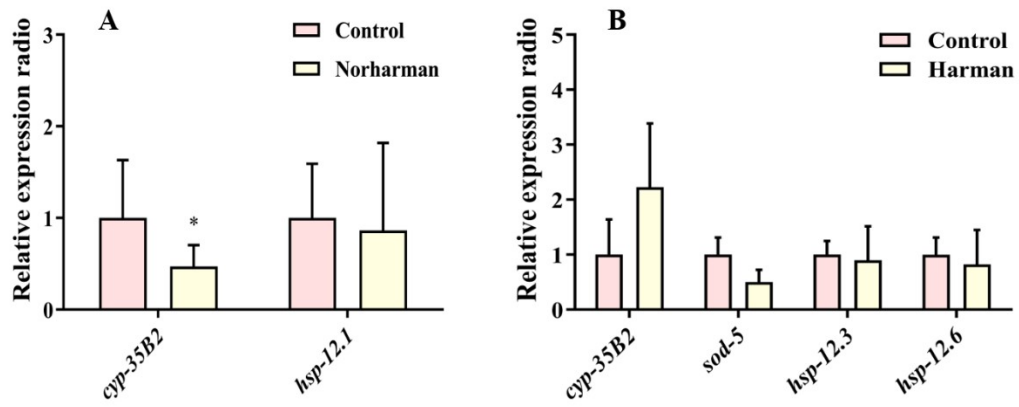 A
Control
Norharman
Relative expression radio
3
2
1
0
cyp-35B2
hsp-12.1
*
B
Control
Harman
Relative expression radio
5
4
3
2
1
0
cyp-35B2
sod-5
hsp-12.3
hsp-12.6